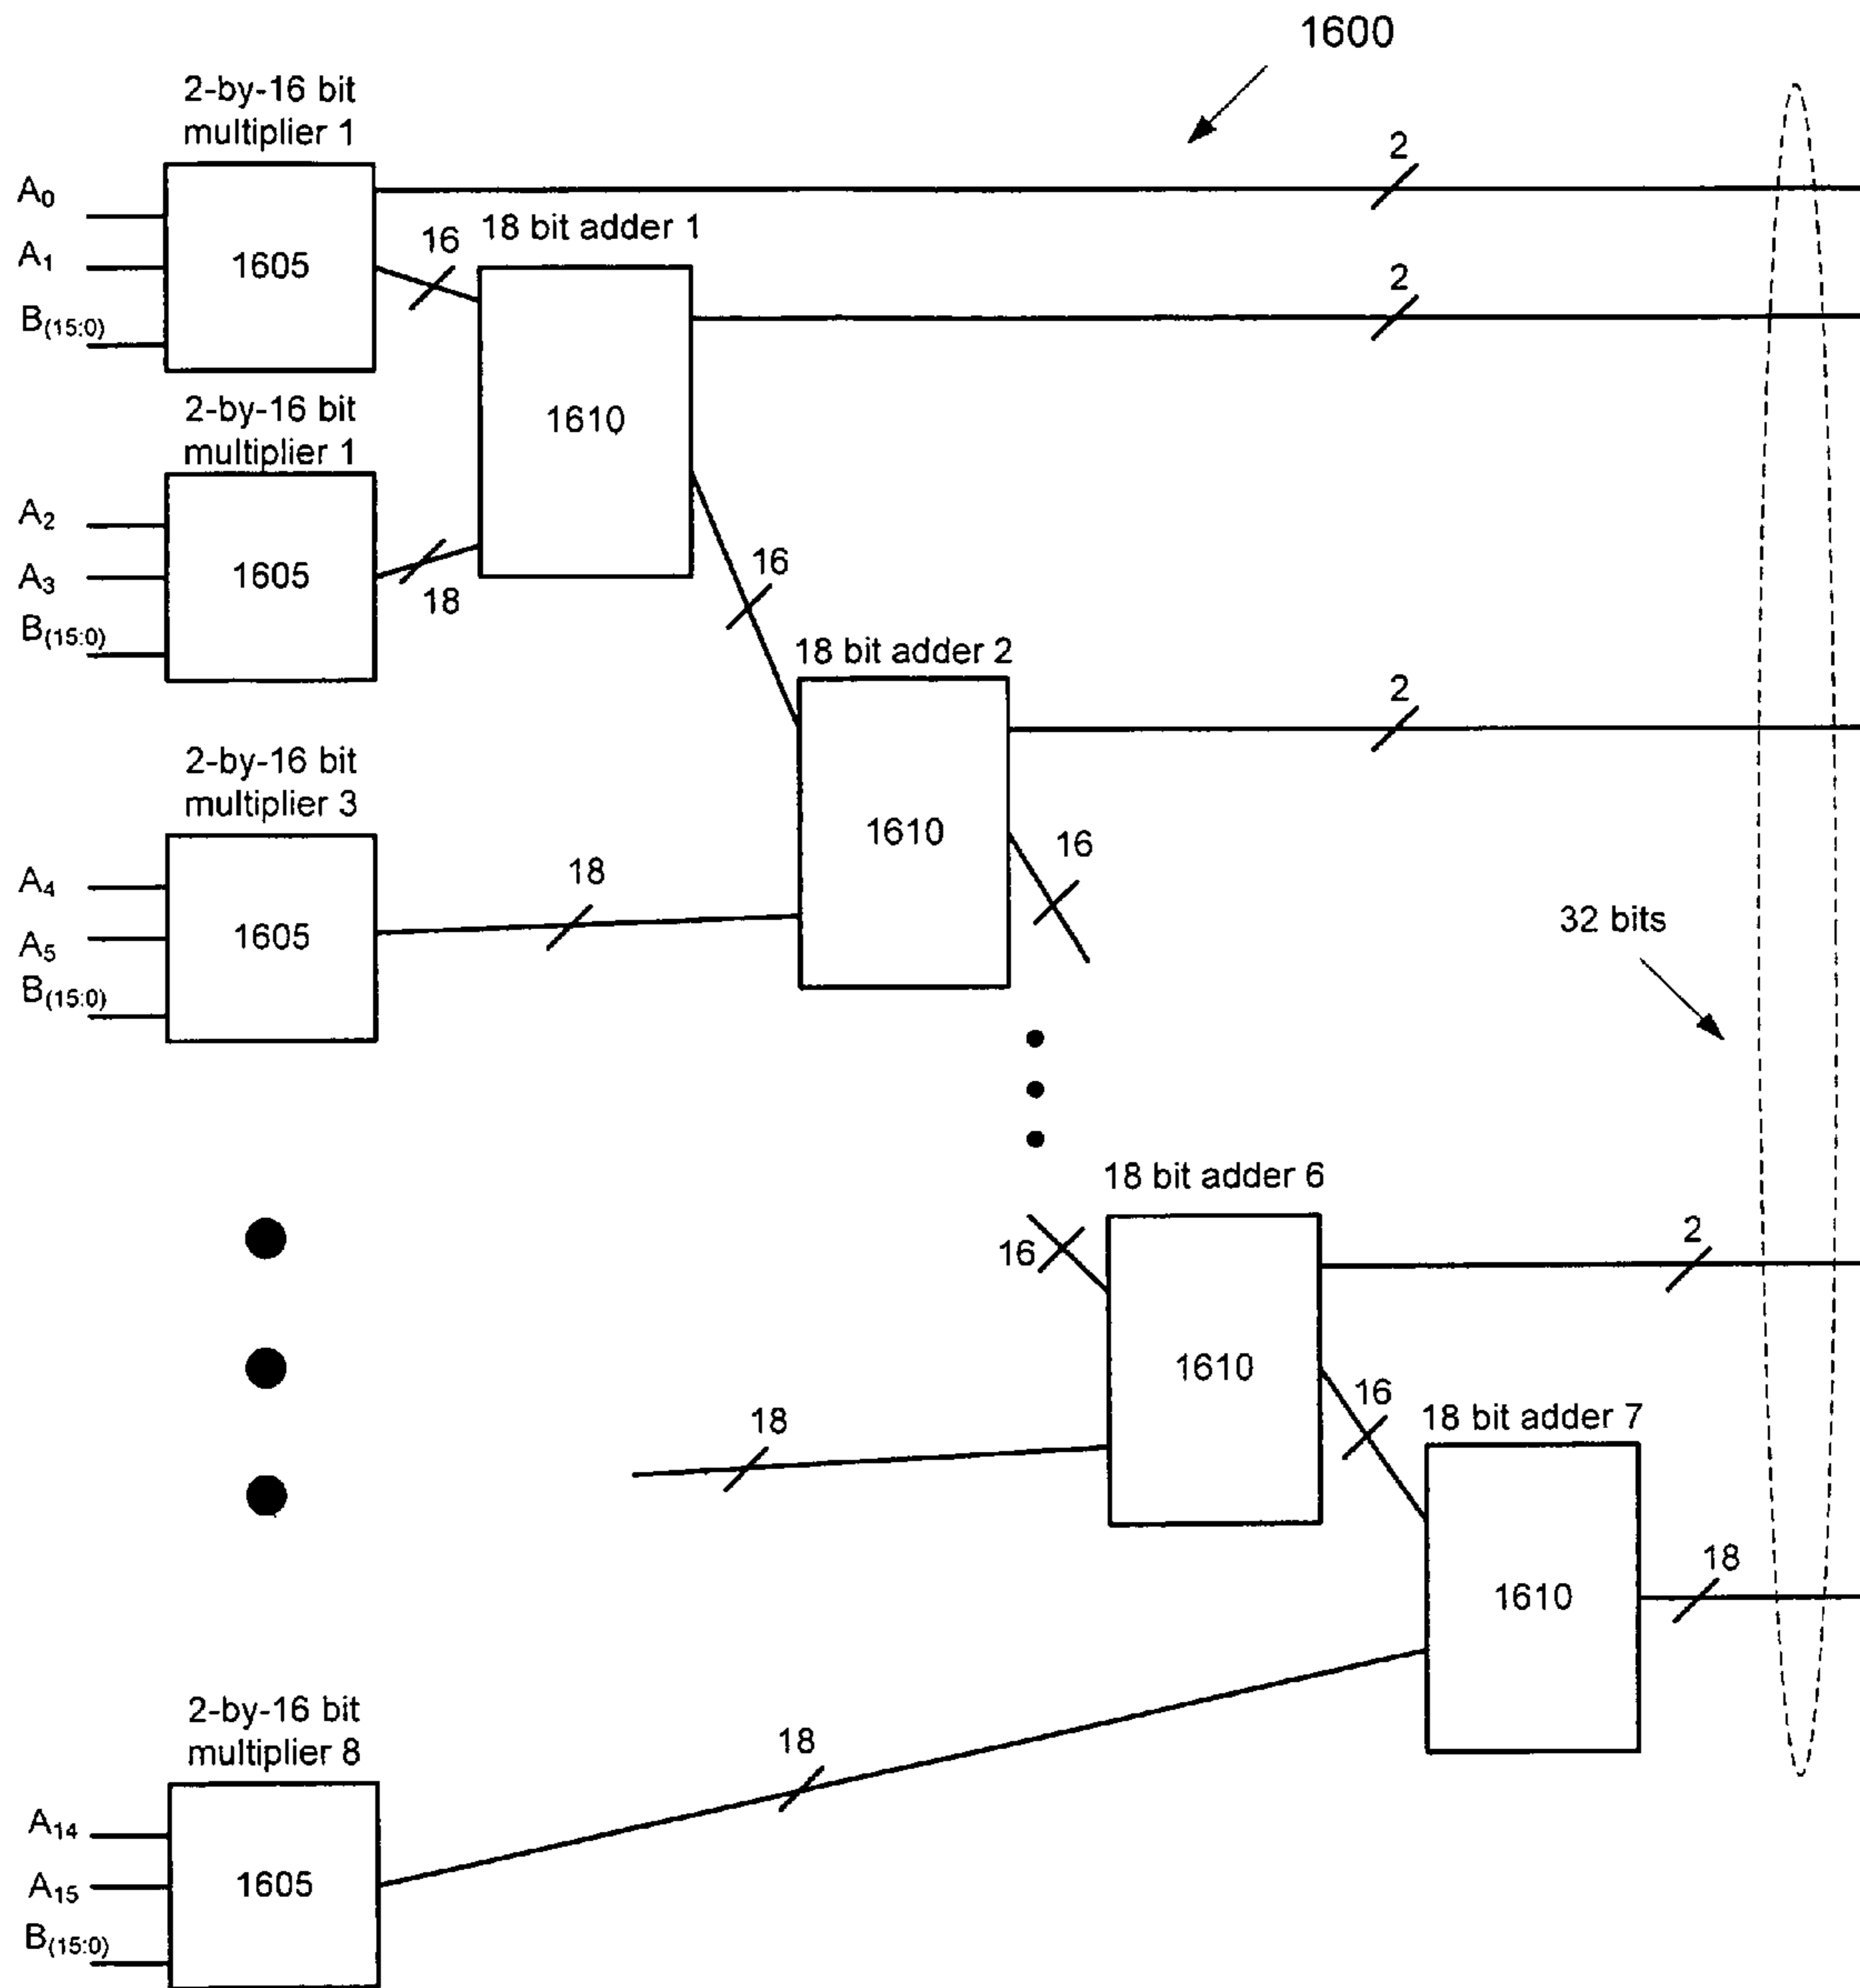 1600
2-by-16 bit
multiplier 1
2
A0
A1
B(15:0)
1605
16
18 bit adder 1
2
1610
2-by-16 bit
multiplier 1
A2
A3
B(15:0)
1605
18
16
18 bit adder 2
2
1610
2-by-16 bit
multiplier 3
A4
A5
B(15:0)
1605
18
16
32 bits
18 bit adder 6
16
2
1610
18
16
18 bit adder 7
18
1610
2-by-16 bit
multiplier 8
A14
A15
B(15:0)
1605
18